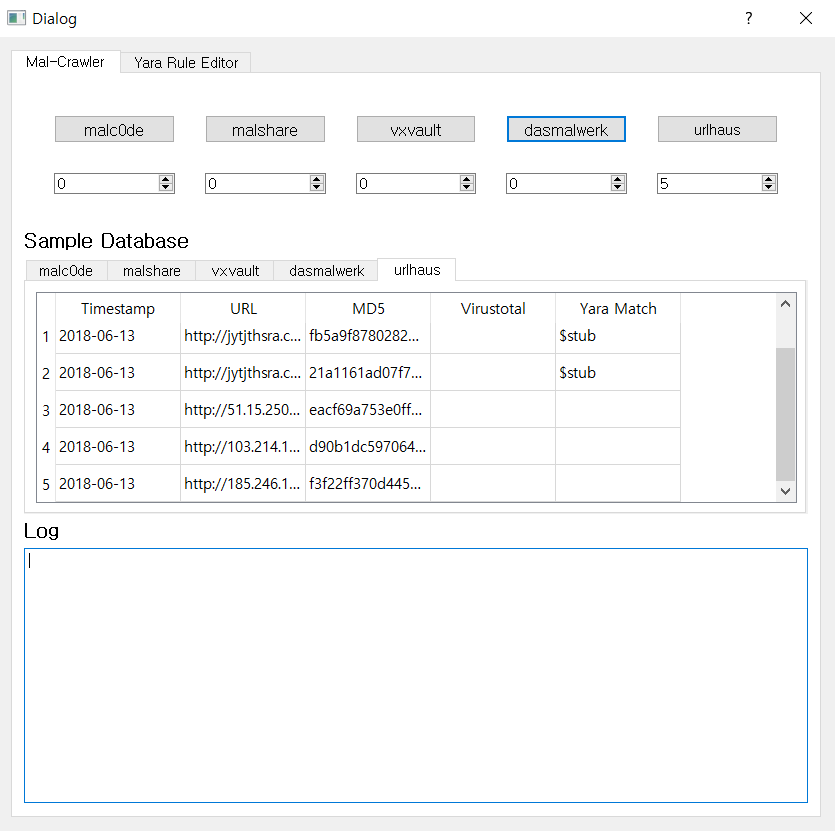 Dialog ?
Mal-Crawler Yara Rule Editor
malc0de malshare vxvault dasmalwerk urlhaus
0 0 0 0 5
Sample Database
malc0de malshare vxvault dasmalwerk urlhaus
Timestamp URL MD5 Virustotal Yara Match
1 2018-06-13 http://jytjthsra.c... fb5a9f8780282... $stub
2 2018-06-13 http://jytjthsra.c... 21a1161ad07f7... $stub
3 2018-06-13 http://51.15.250... eacf69a753e0ff...
4 2018-06-13 http://103.214.1... d90b1dc597064...
5 2018-06-13 http://185.246.1... f3f22ff370d445...
Log